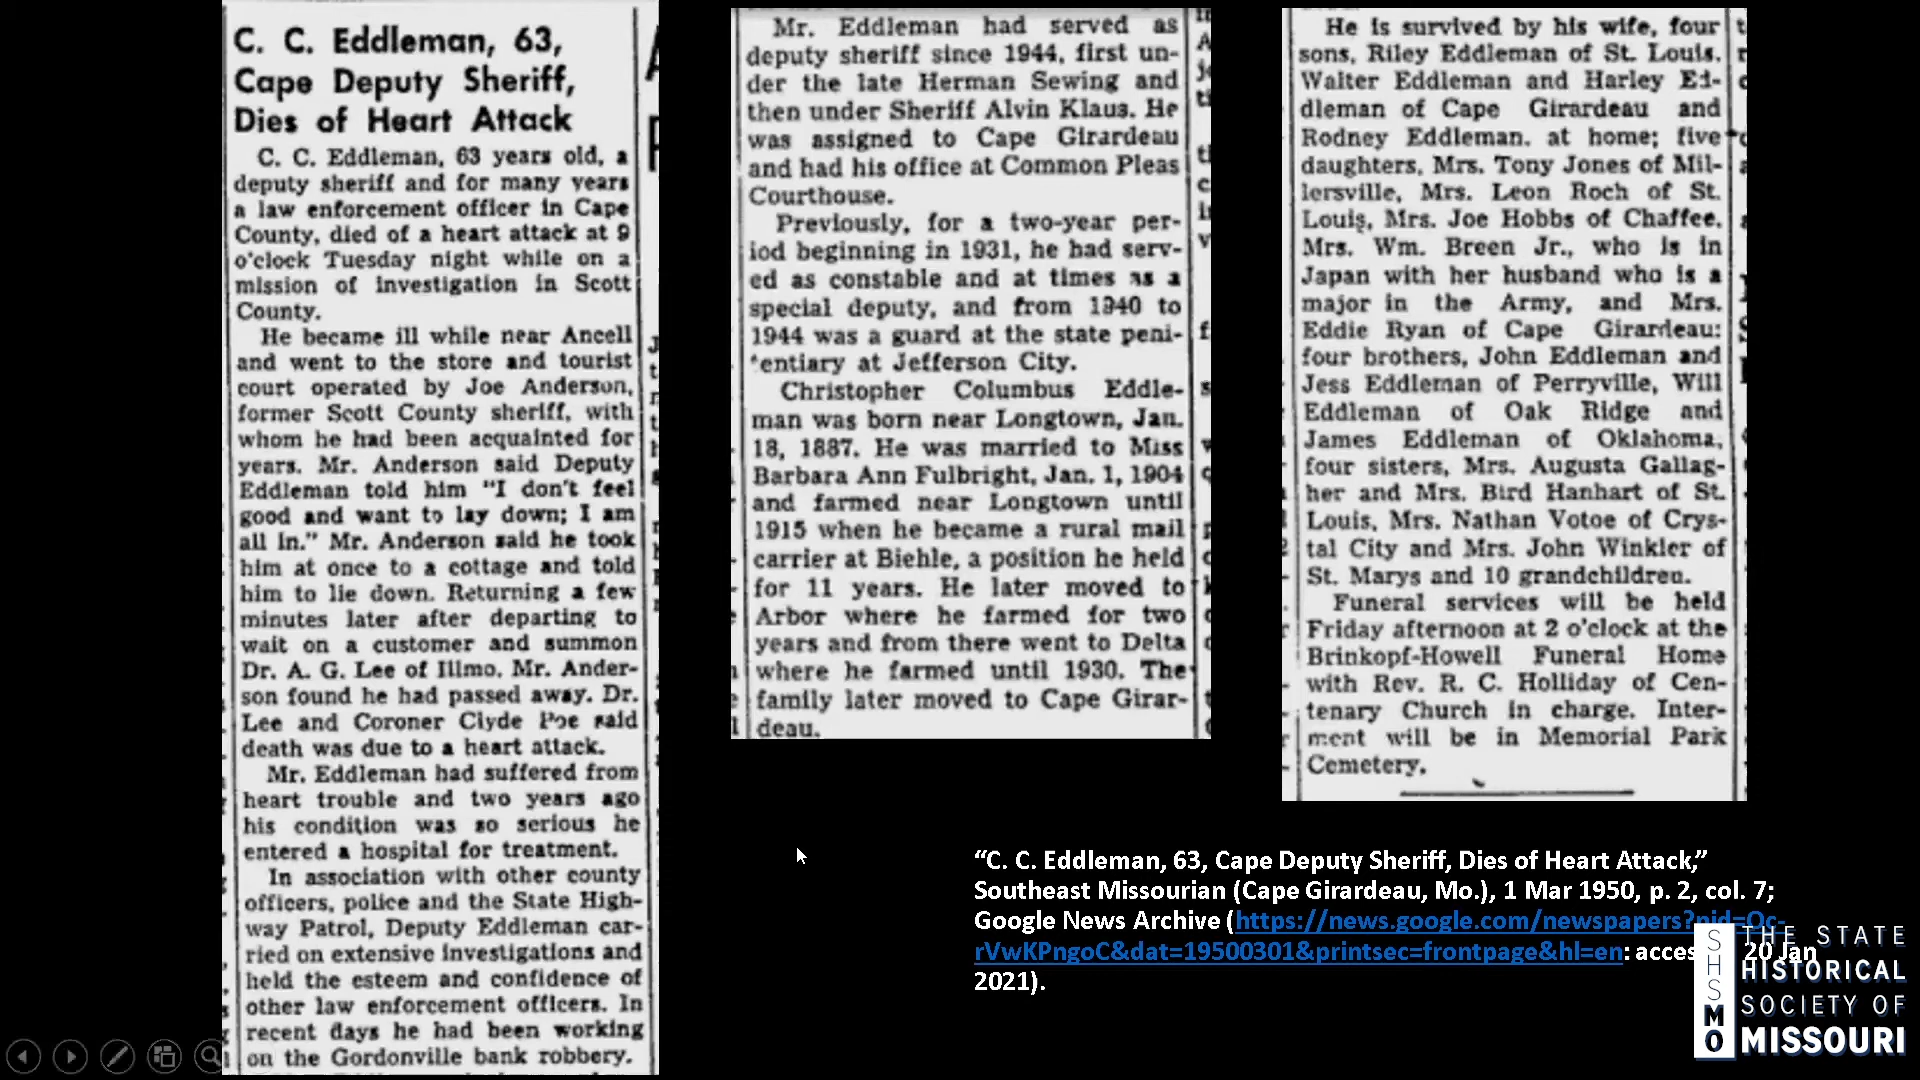 C. C. Eddleman, 63,
Cape Deputy Sheriff,
Dies of Heart Attack
C. C. Eddleman, 63 years old, a
deputy sheriff and for many years
a law enforcement officer in Cape
County, died of a heart attack at 9
o'clock Tuesday night while on a
mission of investigation in Scott
County.
He became ill while near Ancell
and went to the store and tourist
court operated by Joe Anderson,
former Scott County sheriff, with
whom he had been acquainted for
years. Mr. Anderson said Deputy
Eddleman told him "I don't feel
good and want to lay down; I am
all in." Mr. Anderson said he took
him at once to a cottage and told
him to lie down. Returning a few
minutes later after departing to
wait on a customer and summon
Dr. A. G. Lee of Illmo, Mr. Ander-
son found he had passed away. Dr.
Lee and Coroner Clyde Poe said
death was due to a heart attack.
Mr. Eddleman had suffered from
heart trouble and two years ago
his condition was so serious he
entered a hospital for treatment.
In association with other county
officers, police and the State High-
way Patrol, Deputy Eddleman car-
ried on extensive investigations and
held the esteem and confidence of
other law enforcement officers. In
recent days he had been working
on the Gordonville bank robbery.
Mr. Eddleman had served as
deputy sheriff since 1944, first un-
der the late Herman Sewing and
then under Sheriff Alvin Klaus. He
was assigned to Cape Girardeau
and had his office at Common Pleas
Courthouse.
Previously, for a two-year per-
iod beginning in 1931, he had serv-
ed as constable and at times as a
special deputy, and from 1940 to
1944 was a guard at the state peni-
tentiary at Jefferson City.
Christopher Columbus Eddle-
man was born near Longtown, Jan.
18, 1887. He was married to Miss
Barbara Ann Fulbright, Jan. 1, 1904
and farmed near Longtown until
1915 when he became a rural mail
carrier at Biehle, a position he held
for 11 years. He later moved to
Arbor where he farmed for two
years and from there went to Delta
where he farmed until 1930. The
family later moved to Cape Girar-
deau.
He is survived by his wife, four
sons, Riley Eddleman of St. Louis.
Walter Eddleman and Harley Ed-
dleman of Cape Girardeau and
Rodney Eddleman. at home; five
daughters, Mrs. Tony Jones of Mil-
lersville, Mrs. Leon Roch of St.
Louis, Mrs. Joe Hobbs of Chaffee.
Mrs. Wm. Breen Jr., who is in
Japan with her husband who is a
major in the Army, and Mrs.
Eddie Ryan of Cape Girardeau:
four brothers, John Eddleman and
Jess Eddleman of Perryville, Will
Eddleman of Oak Ridge and
James Eddleman of Oklahoma,
four sisters, Mrs. Augusta Gallag-
her and Mrs. Bird Hanhart of St.
Louis, Mrs. Nathan Votoe of Crys-
tal City and Mrs. John Winkler of
St. Marys and 10 grandchildren.
Funeral services will be held
Friday afternoon at 2 o'clock at the
Brinkopf-Howell Funeral Home
with Rev. R. C. Holliday of Cen-
tenary Church in charge. Inter-
ment will be in Memorial Park
Cemetery.
“C. C. Eddleman, 63, Cape Deputy Sheriff, Dies of Heart Attack,”
Southeast Missourian (Cape Girardeau, Mo.), 1 Mar 1950, p. 2, col. 7;
Google News Archive (https://news.google.com/newspapers?nid=Oc-
rVwKPngoC&dat=19500301&printsec=frontpage&hl=en: acces 20 Jan
2021).
SHSMO
THE STATE
HISTORICAL
SOCIETY OF
MISSOURI